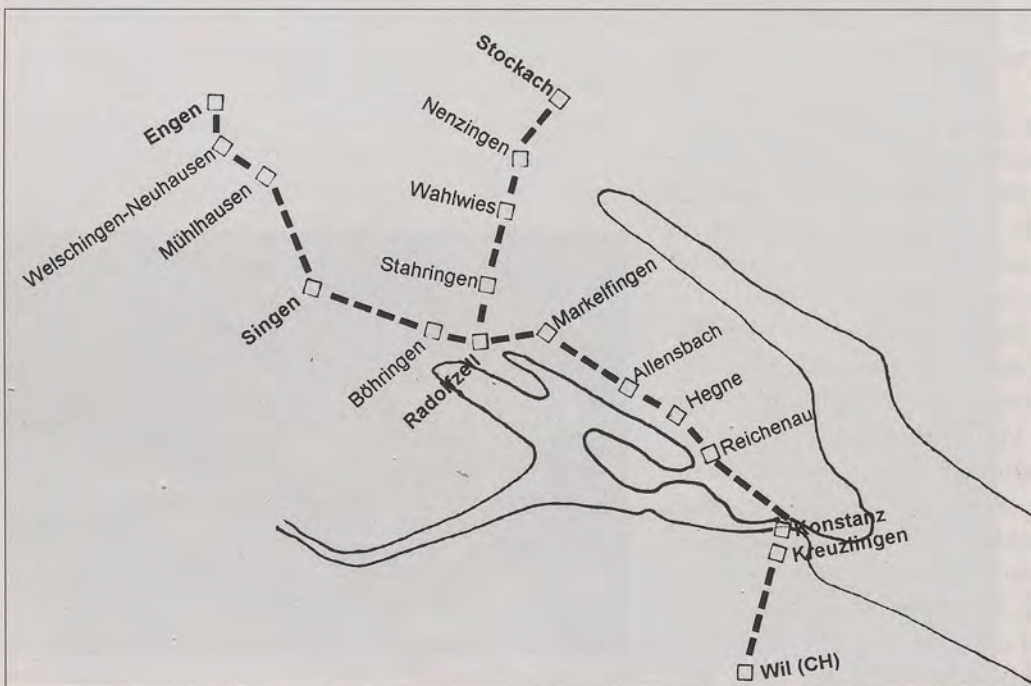 Stockach
Engen
Nenzingen
Welschingen-Neuhausen
Mühlhausen
Wahlwies
Stahringen
Singen
Markelfingen
Böhringen
Radolfzell
Allensbach
Hegne
Reichenau
Konstanz
Kreuzlingen
Wil (CH)